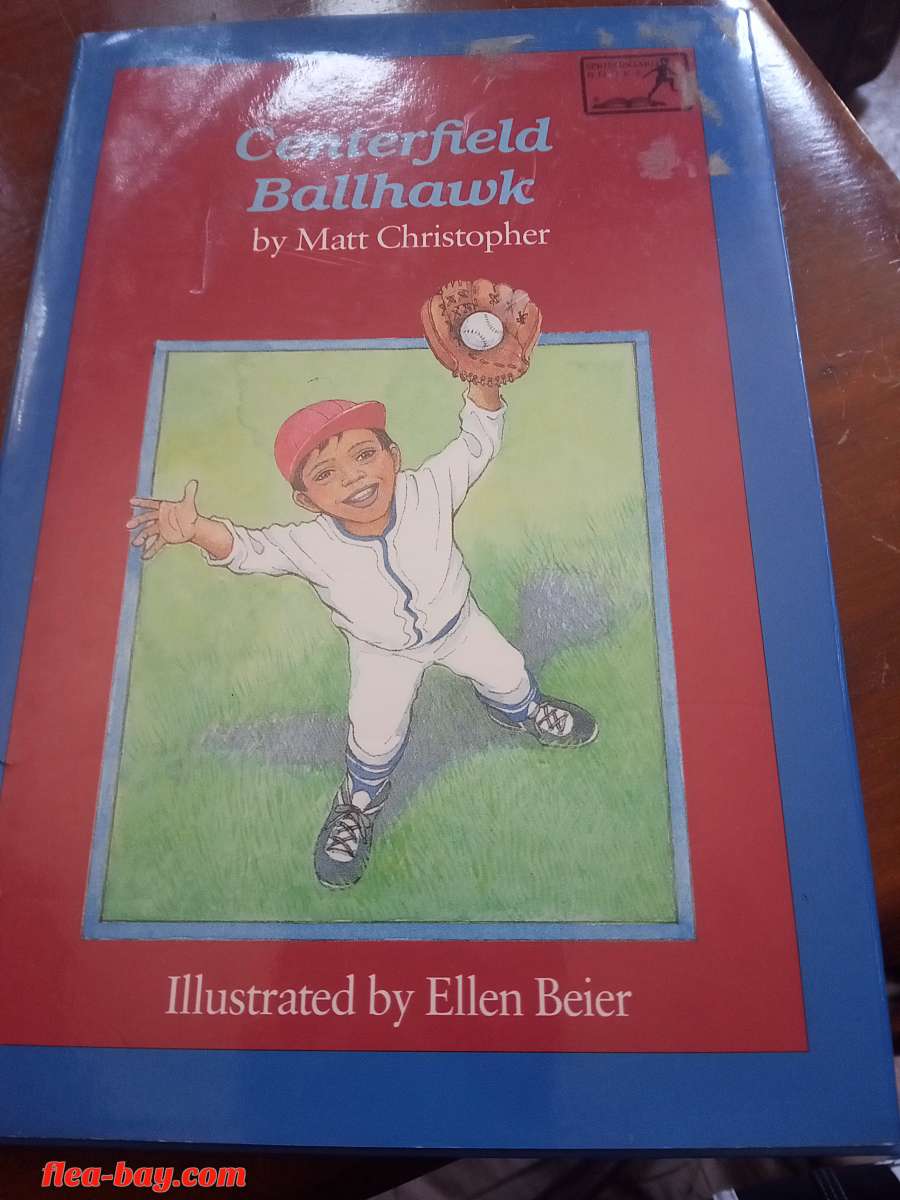 Centerfield
Ballhawk
by Matt Christopher
Illustrated by Ellen Beier
flea-bay.com